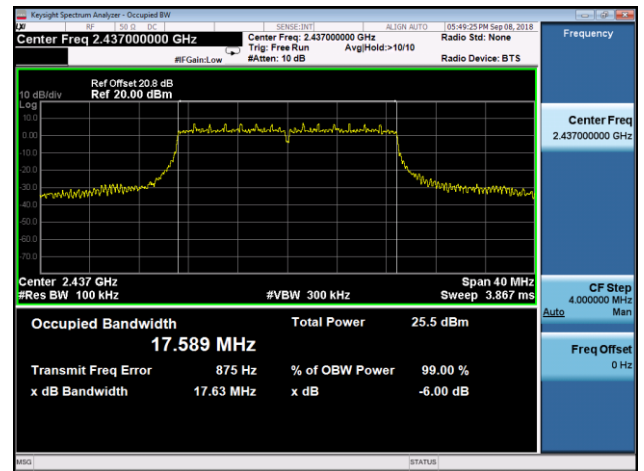 Keysight Spectrum Analyzer - Occupied BW
RF 50 Ω DC SENSE:INT ALIGN AUTO 05:49:25 PM Sep 08, 2018
Center Freq 2.437000000 GHz
Center Freq: 2.437000000 GHz
Radio Std: None
Trig: Free Run Avg|Hold:>10/10
#IFGain:Low #Atten: 10 dB Radio Device: BTS
Ref Offset 20.8 dB
10 dB/div Ref 20.00 dBm
Log
10.0
0.00
-10.0
-20.0
-30.0
-40.0
-50.0
-60.0
-70.0
Center 2.437 GHz Span 40 MHz
#Res BW 100 kHz #VBW 300 kHz Sweep 3.867 ms
Occupied Bandwidth Total Power 25.5 dBm
17.589 MHz
Transmit Freq Error 875 Hz % of OBW Power 99.00 %
x dB Bandwidth 17.63 MHz x dB -6.00 dB
MSG STATUS
Frequency
Center Freq
2.437000000 GHz
CF Step
4.000000 MHz
Auto Man
Freq Offset
0 Hz